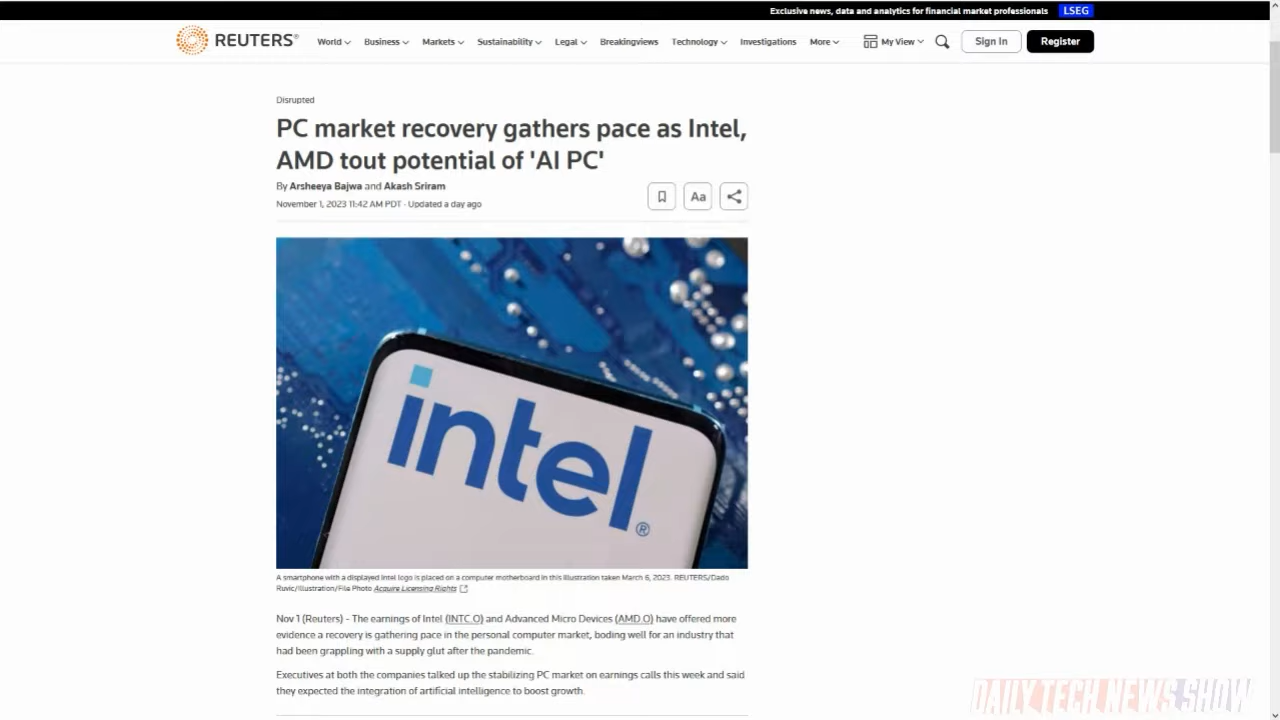 Exclusive news, data and analytics for financial market professionals LSEG
REUTERS® World Business Markets Sustainability Legal Breakingviews Technology Investigations More My View Sign In Register
Disrupted
PC market recovery gathers pace as Intel,
AMD tout potential of 'AI PC'
By Arsheeya Bajwa and Akash Sriram
November 1, 2023 11:42 AM PDT · Updated a day ago
Aa
intel®
A smartphone with a displayed Intel logo is placed on a computer motherboard in this illustration taken March 6, 2023. REUTERS/Dado
Ruvic/Illustration/File Photo Acquire Licensing Rights
Nov 1 (Reuters) - The earnings of Intel (INTC.O) and Advanced Micro Devices (AMD.O) have offered more
evidence a recovery is gathering pace in the personal computer market, boding well for an industry that
had been grappling with a supply glut after the pandemic.
Executives at both the companies talked up the stabilizing PC market on earnings calls this week and said
they expected the integration of artificial intelligence to boost growth.
DAILY TECH NEWS SHOW